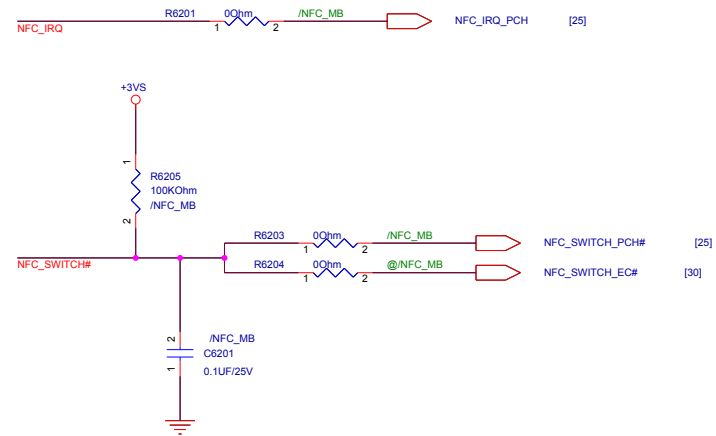 R6201 0Ohm /NFC_MB
NFC_IRQ 1 2 NFC_IRQ_PCH [25]
+3VS
1
R6205
100KOhm
/NFC_MB
2
R6203 0Ohm /NFC_MB
1 2 NFC_SWITCH_PCH# [25]
NFC_SWITCH# R6204 0Ohm @/NFC_MB
1 2 NFC_SWITCH_EC# [30]
2 /NFC_MB
C6201
1 0.1UF/25V